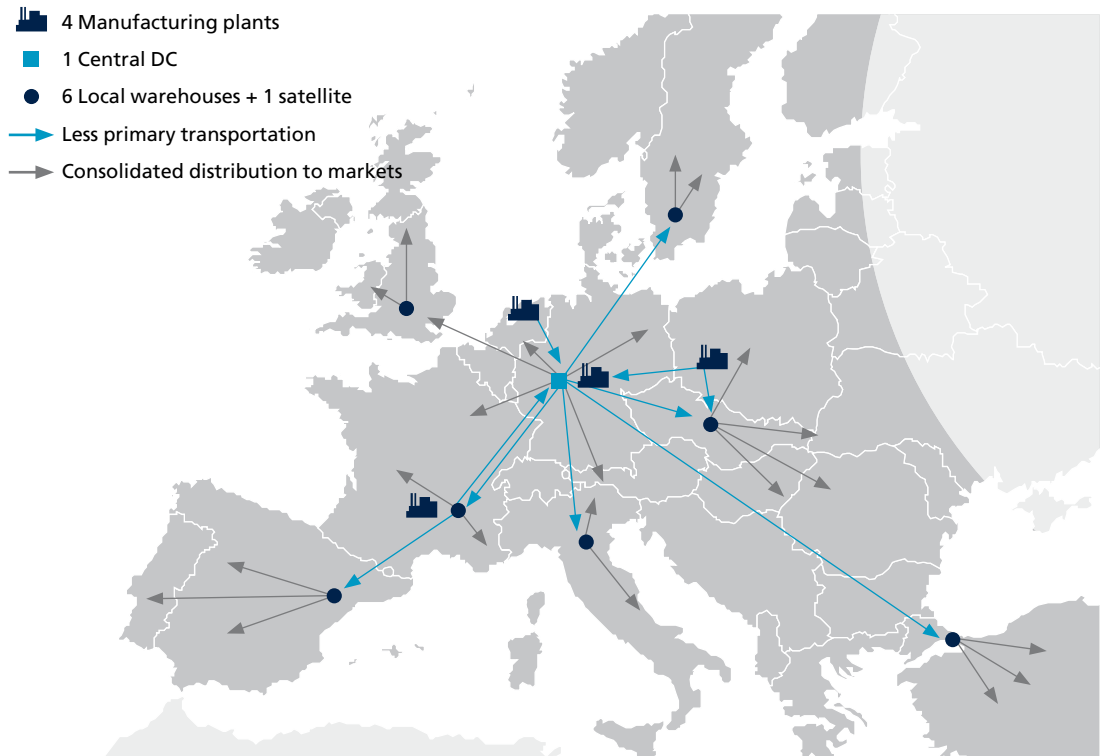 4 Manufacturing plants
1 Central DC
6 Local warehouses + 1 satellite
Less primary transportation
Consolidated distribution to markets